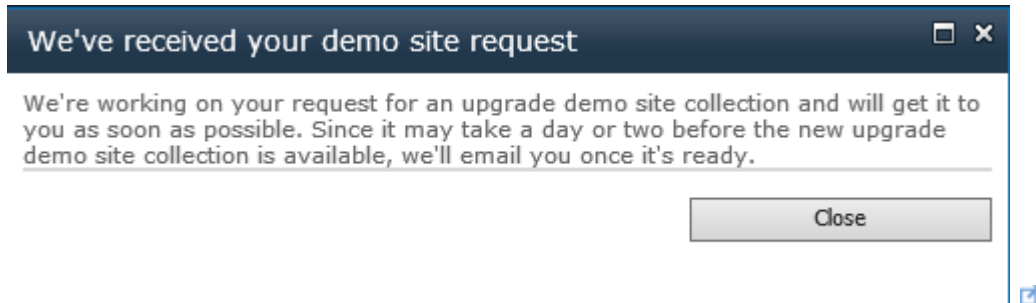 We've received your demo site request
We're working on your request for an upgrade demo site collection and will get it to
you as soon as possible. Since it may take a day or two before the new upgrade
demo site collection is available, we'll email you once it's ready.
Close